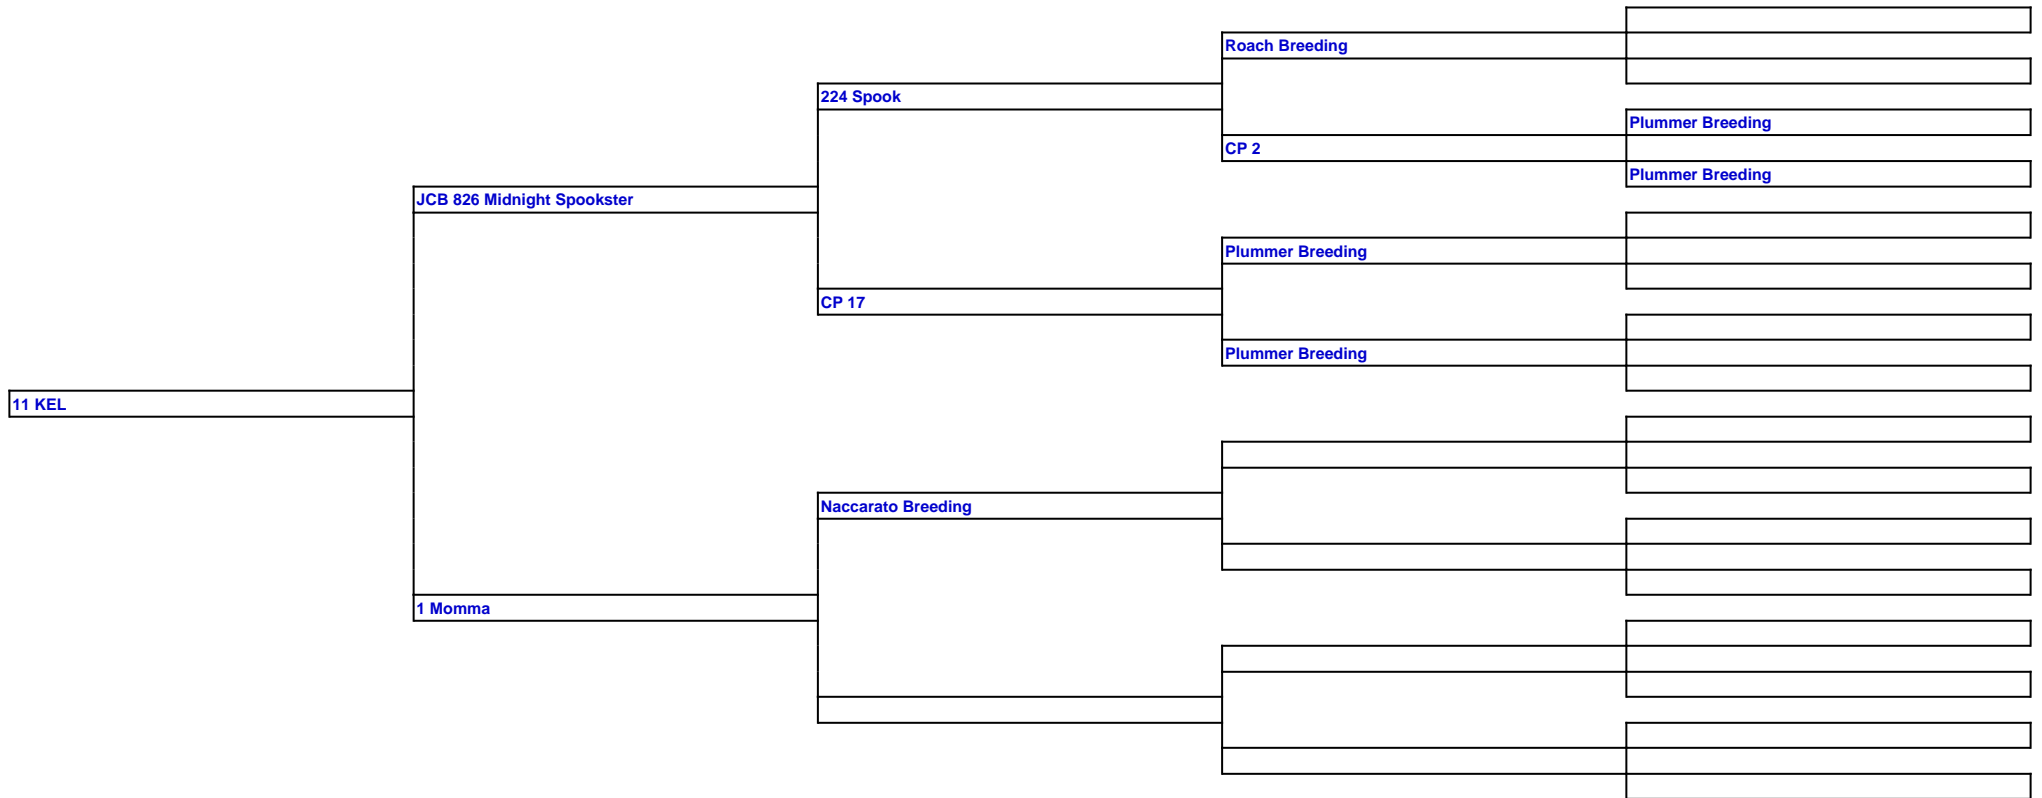 Roach Breeding
224 Spook
Plummer Breeding
CP 2
Plummer Breeding
JCB 826 Midnight Spookster
Plummer Breeding
CP 17
Plummer Breeding
11 KEL
Naccarato Breeding
1 Momma